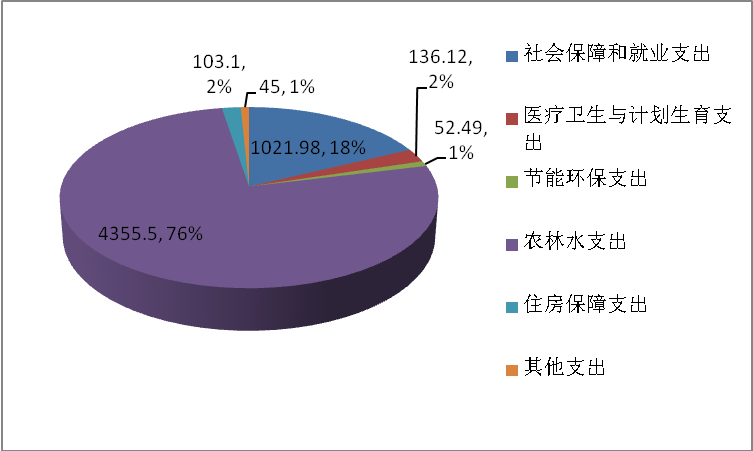 103.1,
2%
45, 1%
136.12,
2%
52.49,
1%
1021.98, 18%
4355.5, 76%
社会保障和就业支出
医疗卫生与计划生育支
出
节能环保支出
农林水支出
住房保障支出
其他支出